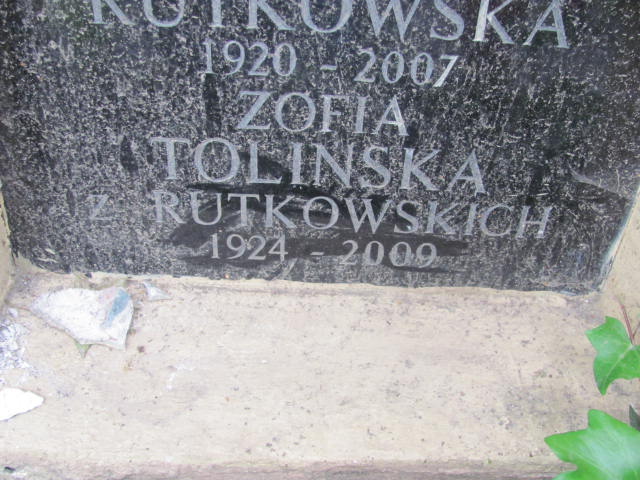 RUTKOWSKA
1920 - 2007
ZOFIA
TOLINSKA
Z RUTKOWSKICH
1924 - 2009